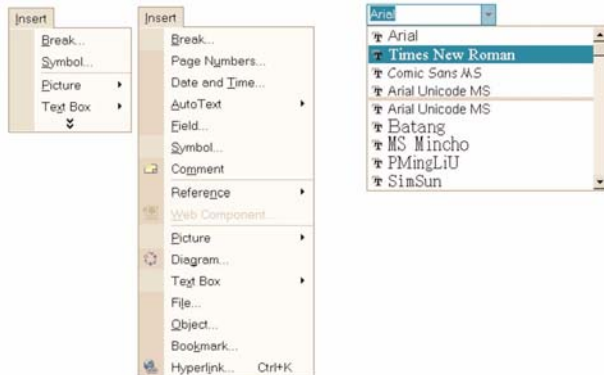 Insert
Break...
Symbol...
Picture
Text Box
Insert
Break...
Page Numbers...
Date and Time...
AutoText
Field...
Symbol...
Comment
Reference
Web Component...
Picture
Diagram...
Text Box
File...
Object...
Bookmark...
Hyperlink... Ctrl+K
Arial
Arial
Times New Roman
Comic Sans MS
Arial Unicode MS
Arial Unicode MS
Batang
MS Mincho
PMingLiU
SimSun